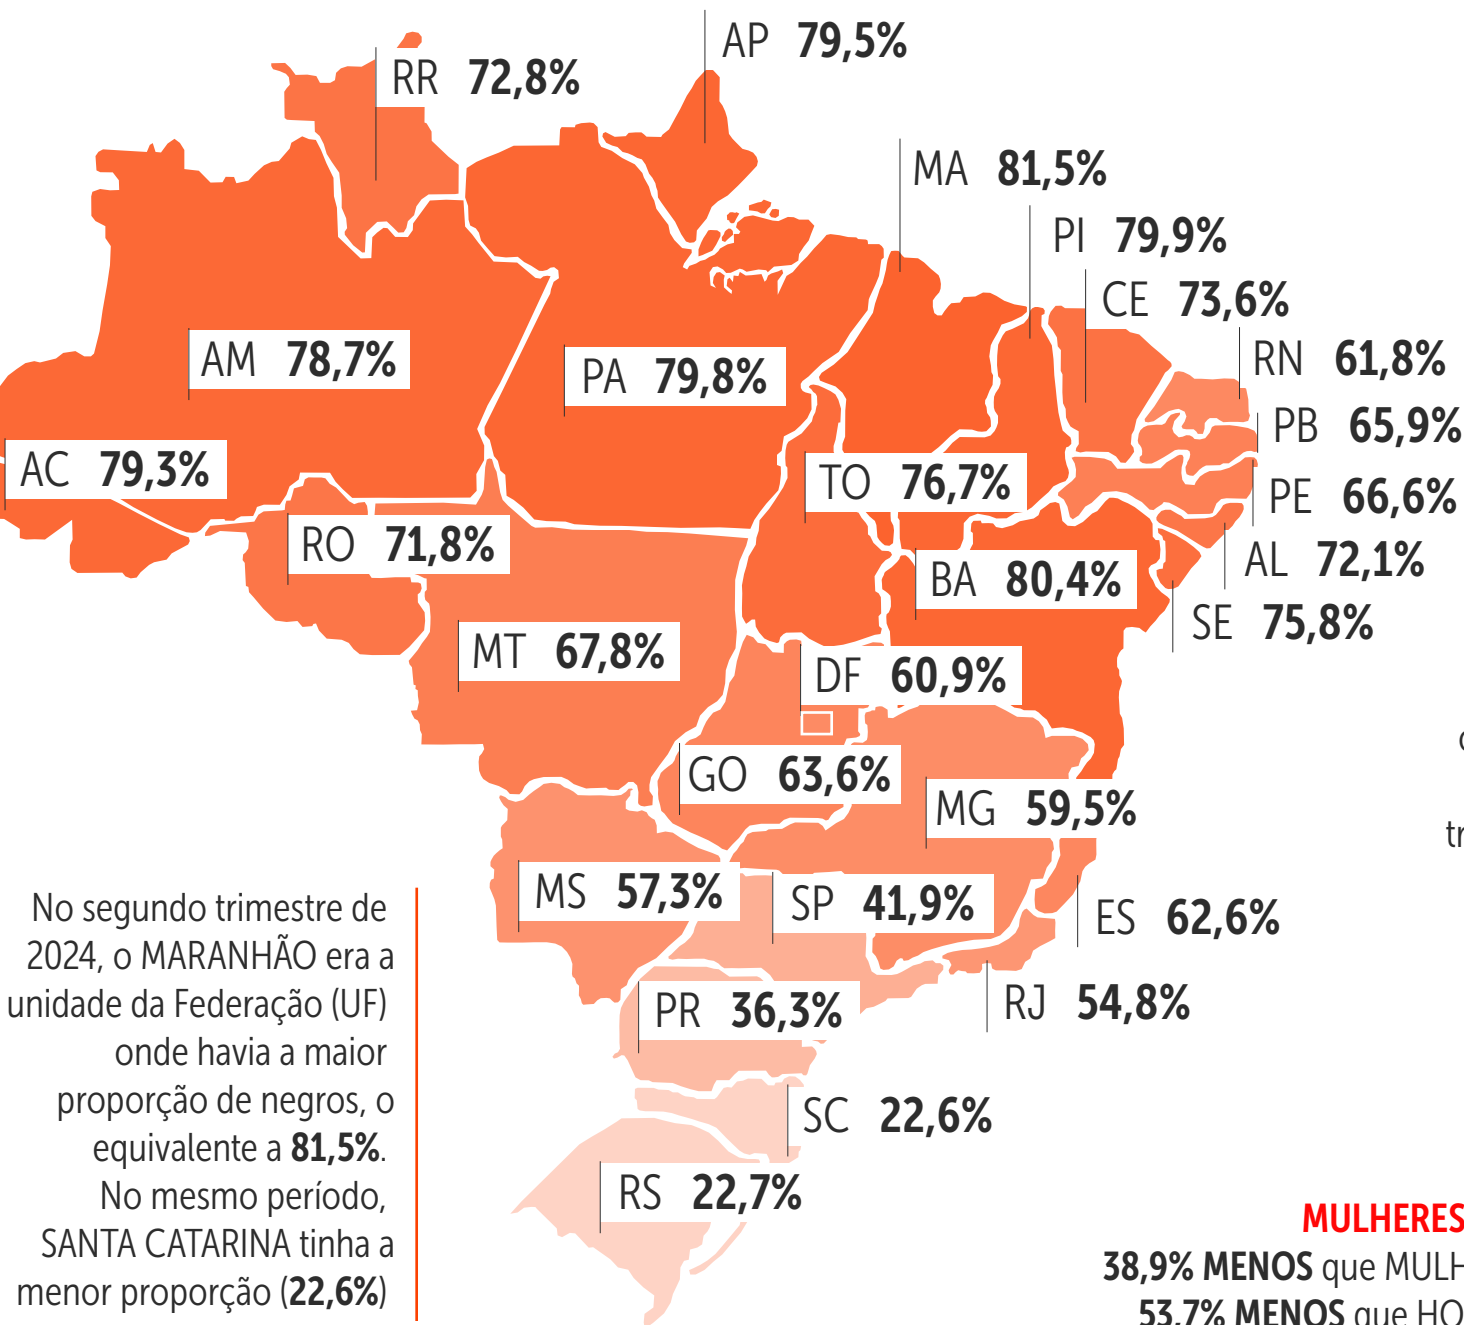 AP 79,5%
RR 72,8%
MA 81,5%
PI 79,9%
CE 73,6%
RN 61,8%
AM 78,7%
PA 79,8%
PB 65,9%
AC 79,3%
TO 76,7%
PE 66,6%
RO 71,8%
AL 72,1%
BA 80,4%
SE 75,8%
MT 67,8%
DF 60,9%
GO 63,6%
MG 59,5%
MS 57,3%
SP 41,9%
ES 62,6%
RJ 54,8%
PR 36,3%
SC 22,6%
RS 22,7%
No segundo trimestre de
2024, o MARANHÃO era a
unidade da Federação (UF)
onde havia a maior
proporção de negros, o
equivalente a 81,5%.
No mesmo período,
SANTA CATARINA tinha a
menor proporção (22,6%)
MULHERES
38,9% MENOS que
53,7% MENOS que